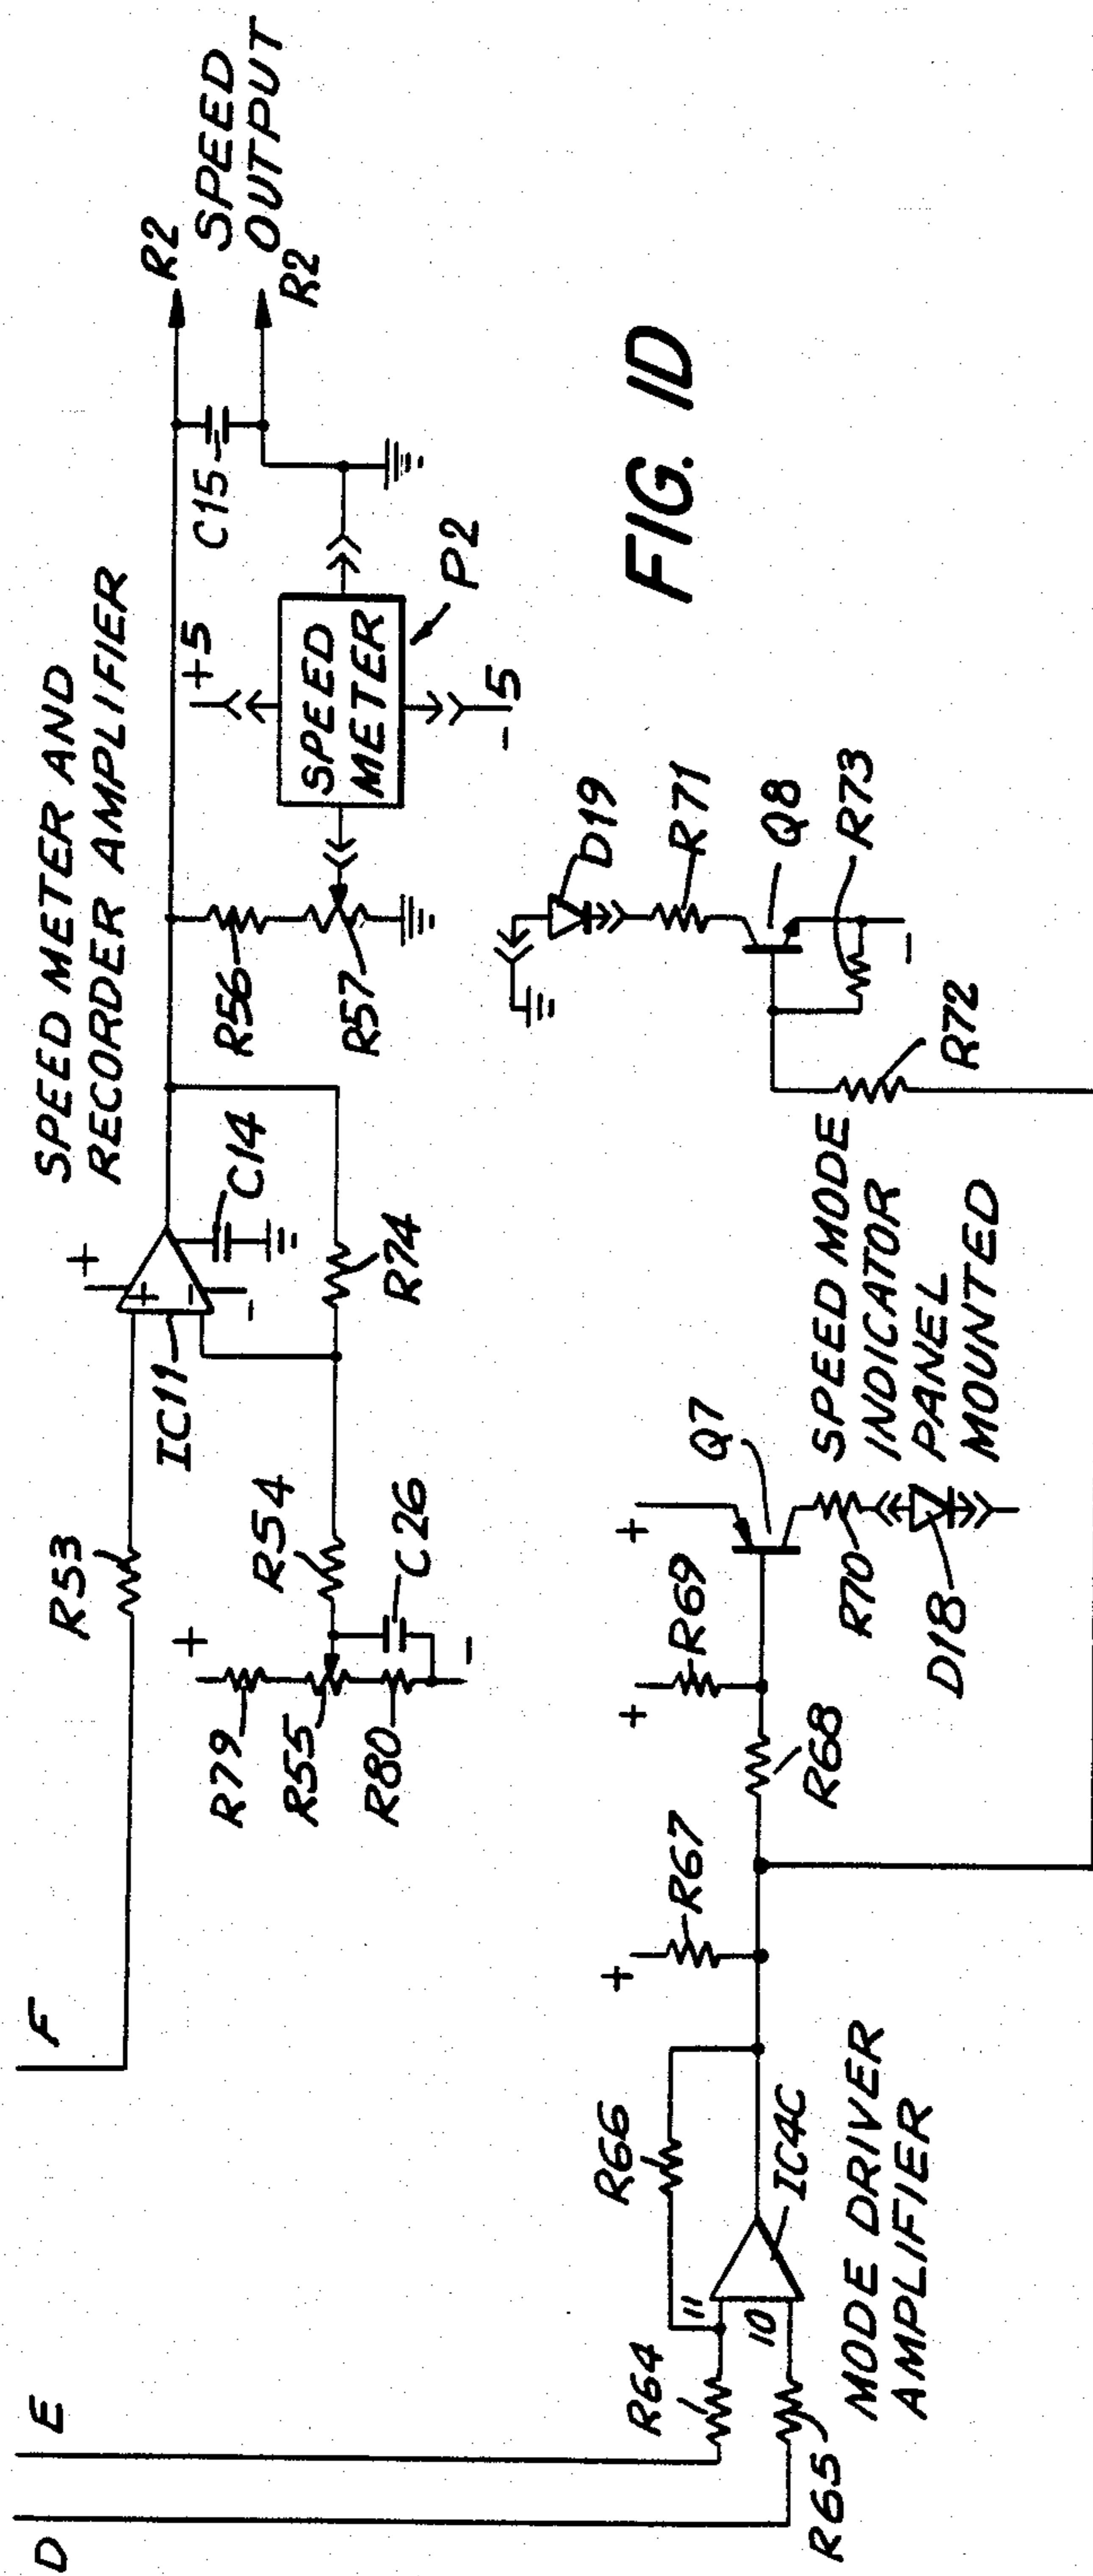 F
R53
IC11
+
+
-
-
SPEED METER AND
RECORDER AMPLIFIER
C14
R74
R54
C26
R79
R55
R80
+
-
R56
R57
+5
SPEED
METER
-5
P2
C15
R2
SPEED
OUTPUT
R2
FIG. 1D
E
D
R64
R65
R66
11
10
IC4C
MODE DRIVER
AMPLIFIER
+
R67
R68
+
R69
+
Q7
R70
D18
SPEED MODE
INDICATOR
PANEL
MOUNTED
D19
R71
Q8
R73
-
R72